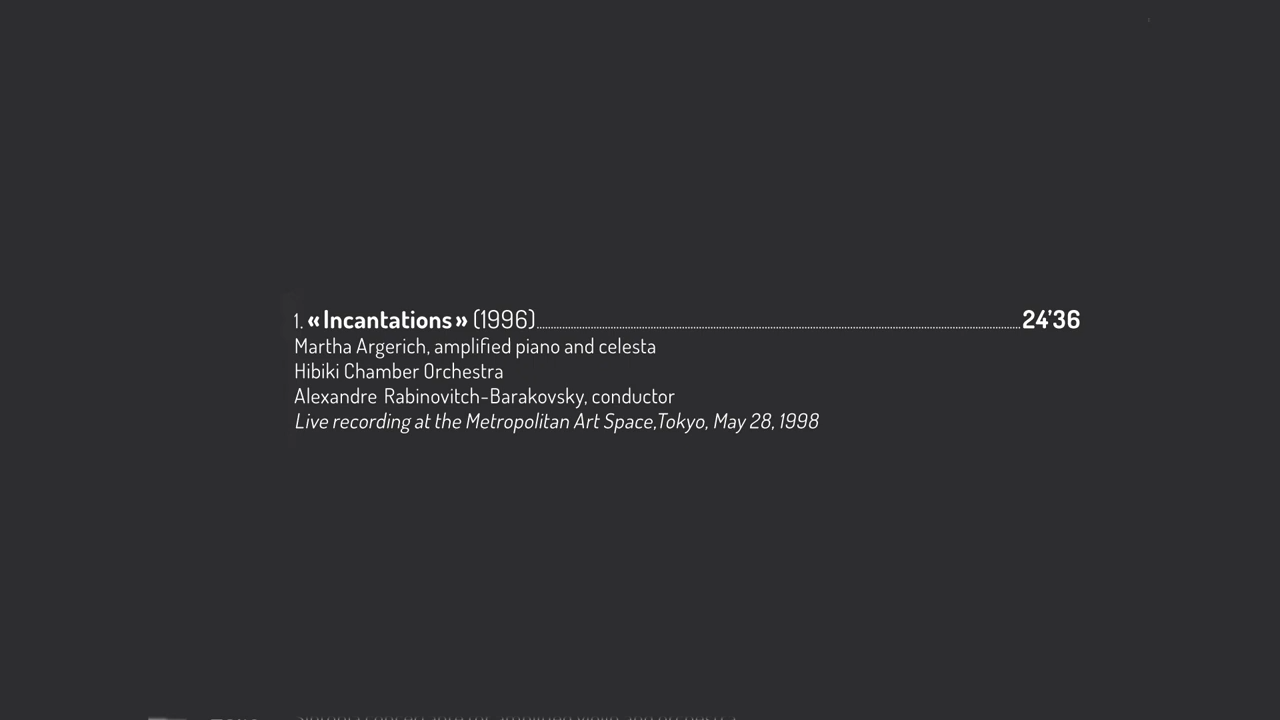 1. «Incantations» (1996)........................................24'36
Martha Argerich, amplified piano and celesta
Hibiki Chamber Orchestra
Alexandre Rabinovitch-Barakovsky, conductor
Live recording at the Metropolitan Art Space,Tokyo, May 28, 1998